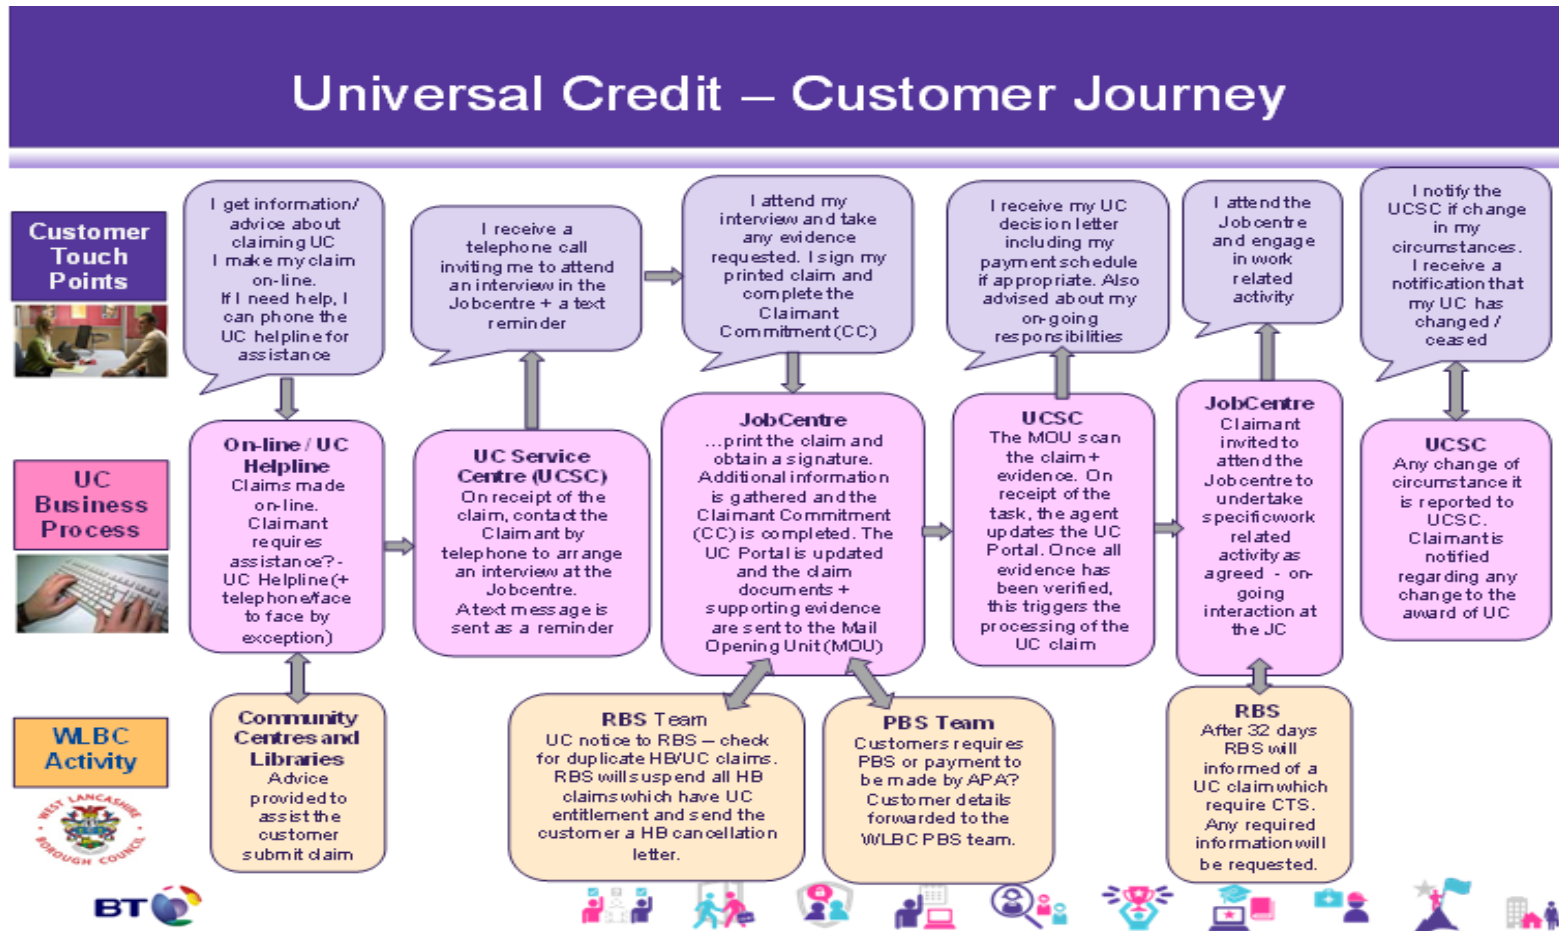 Universal Credit – Customer Journey
Customer
Touch
Points
I get information/
advice about
claiming UC
I make my claim
on-line.
If I need help, I
can phone the
UC helpline for
assistance
I receive a
telephone call
inviting me to attend
an interview in the
Jobcentre + a text
reminder
I attend my
interview and take
any evidence
requested. I sign my
printed claim and
complete the
Claimant
Commitment (CC)
I receive my UC
decision letter
including my
payment schedule
if appropriate. Also
advised about my
on-going
responsibilities
I attend the
Jobcentre
and engage
in work
related
activity
I notify the
UCSC if change
in my
circumstances.
I receive a
notification that
my UC has
changed /
ceased
UC
Business
Process
On-line / UC
Helpline
Claims made
on-line.
Claimant
requires
assistance? -
UC Helpline (+
telephone/face
to face by
exception)
UC Service
Centre (UCSC)
On receipt of the
claim, contact the
Claimant by
telephone to arrange
an interview at the
Jobcentre.
A text message is
sent as a reminder
JobCentre
...print the claim and
obtain a signature.
Additional information
is gathered and the
Claimant Commitment
(CC) is completed. The
UC Portal is updated
and the claim
documents +
supporting evidence
are sent to the Mail
Opening Unit (MOU)
UCSC
The MOU scan
the claim +
evidence. On
receipt of the
task, the agent
updates the UC
Portal. Once all
evidence has
been verified,
this triggers the
processing of the
UC claim
JobCentre
Claimant
invited to
attend the
Jobcentre to
undertake
specific work
related
activity as
agreed - on-
going
interaction at
the JC
UCSC
Any change of
circumstance it
is reported to
UCSC.
Claimant is
notified
regarding any
change to the
award of UC
WLBC
Activity
WEST LANCASHIRE
BOROUGH COUNCIL
Community
Centres and
Libraries
Advice
provided to
assist the
customer
submit claim
RBS Team
UC notice to RBS – check
for duplicate HB/UC claims.
RBS will suspend all HB
claims which have UC
entitlement and send the
customer a HB cancellation
letter.
PBS Team
Customers requires
PBS or payment to
be made by APA?
Customer details
forwarded to the
WLBC PBS team.
RBS
After 32 days
RBS will
informed of a
UC claim which
require CTS.
Any required
information will
be requested.
BT